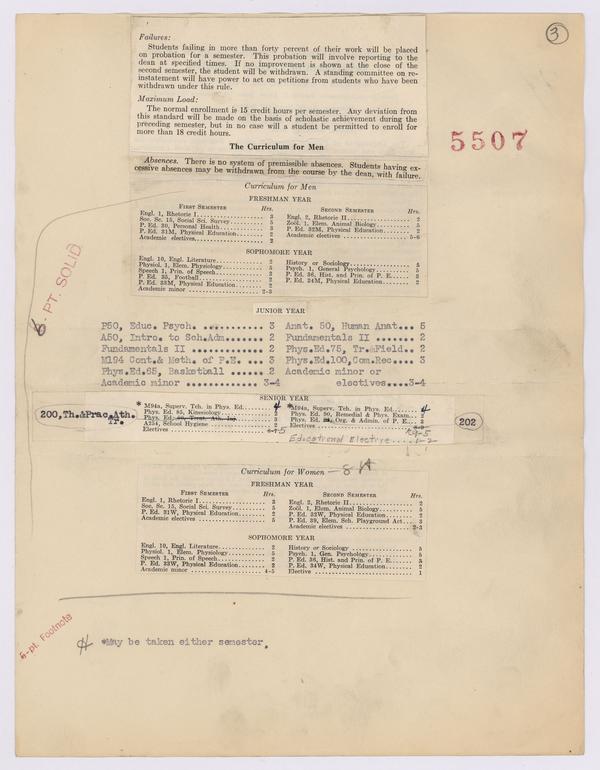 3
Failures:
Students failing in more than forty percent of their work will be placed
on probation for a semester. This probation will involve reporting to the
dean at specified times. If no improvement is shown at the close of the
second semester, the student will be withdrawn. A standing committee on re-
instatement will have power to act on petitions from students who have been
withdrawn under this rule.
Maximum Load:
The normal enrollment is 15 credit hours per semester. Any deviation from
this standard will be made on the basis of scholastic achievement during the
preceding semester, but in no case will a student be permitted to enroll for
more than 18 credit hours.
5507
The Curriculum for Men
Absences. There is no system of premissible absences. Students having ex-
cessive absences may be withdrawn from the course by the dean, with failure.
Curriculum for Men
FRESHMAN YEAR
FIRST SEMESTER Hrs. SECOND SEMESTER Hrs.
Engl. 1, Rhetoric I 3 Engl. 2, Rhetoric II 2
Soc. Sc. 15, Social Sci. Survey 5 Zoöl. 1, Elem. Animal Biology 5
P. Ed. 30, Personal Health 3 P. Ed. 32M, Physical Education 2
P. Ed. 31M, Physical Education 2 Academic electives 5-6
Academic electives 2
SOPHOMORE YEAR
Engl. 10, Engl. Literature 2 History or Sociology 5
Physiol. 1, Elem. Physiology 5 Psych. 1, General Psychology 5
Speech 1, Prin. of Speech 2 P. Ed. 36, Hist. and Prin. of P. E. 3
P. Ed. 35, Football 2 P. Ed. 34M, Physical Education 2
P. Ed. 33M, Physical Education 2
Academic minor 2-3
6-PT. SOLID
JUNIOR YEAR
P50, Educ. Psych. ........... 3 Anat. 50, Human Anat... 5
A50, Intro. to Sch.Adm....... 2 Fundamentals II ....... 2
Fundamentals II ............ 2 Phys.Ed.75, Tr.&Field.. 2
M194 Cont.& Meth. of P.E. ... 3 Phys.Ed.100,Com.Rec.... 3
Phys.Ed.65, Basketball ...... 2 Academic minor or
Academic minor ............3-4 electives....3-4
SENIOR YEAR
* M94a, Superv. Tch. in Phys. Ed. 4 * M94a, Superv. Tch. in Phys. Ed. 4
Phys. Ed. 85, Kinesiology 2 Phys. Ed. 90, Remedial & Phys. Exam. 2
200,Th.&Prac.Ath. Tr. Phys. Ed. 3 Phys. Ed. Org. & Admin. of P. E. 3 202
A254, School Hygiene 2 Electives
Electives
Educational Elective....1-2
Curriculum for Women - 8 pt
FRESHMAN YEAR
FIRST SEMESTER Hrs. SECOND SEMESTER Hrs.
Engl. 1, Rhetoric I 3 Engl. 2, Rhetoric II 2
Soc. Sc. 15, Social Sci. Survey 5 Zoöl. 1, Elem. Animal Biology 5
P. Ed. 31W, Physical Education 2 P. Ed. 32W, Physical Education 2
Academic electives 5 P. Ed. 39, Elem. Sch. Playground Act. 3
Academic electives 2-3
SOPHOMORE YEAR
Engl. 10, Engl. Literature 2 History or Sociology 5
Physiol. 1, Elem. Physiology 5 Psych. 1, Gen. Psychology 5
Speech 1, Prin. of Speech 2 P. Ed. 36, Hist. and Prin. of P. E. 3
P. Ed. 33W, Physical Education 2 P. Ed. 34W, Physical Education 2
Academic minor 4-5 Elective 1
6-pt. Footnote
*May be taken either semester.